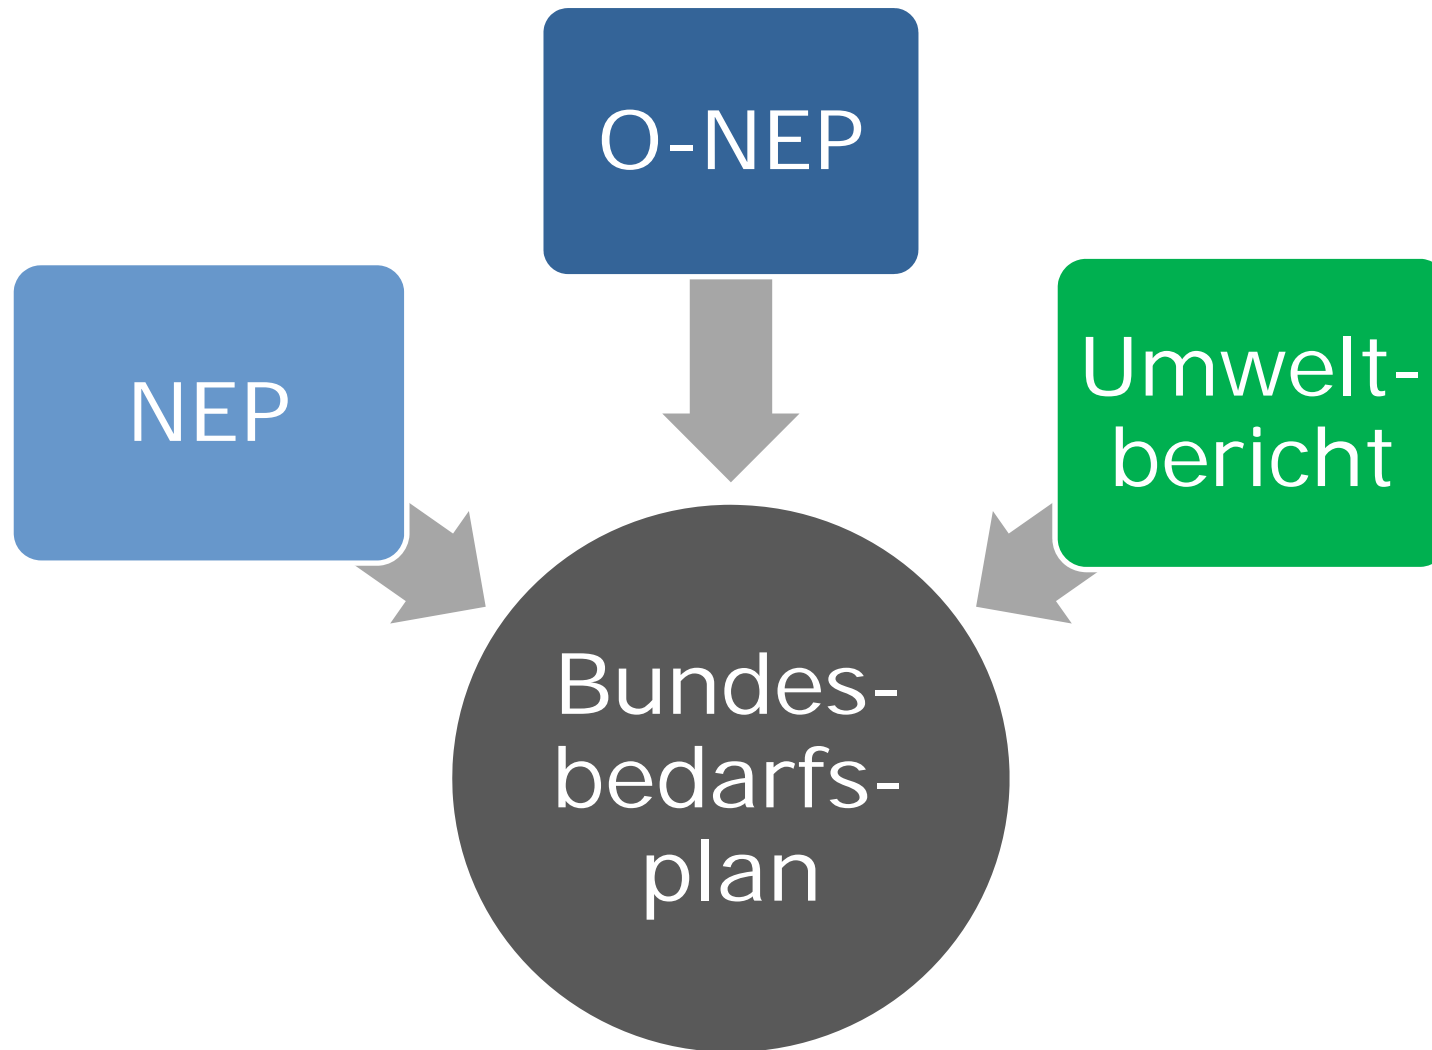 O-NEP
NEP
Umwelt-
bericht
Bundes-
bedarfs-
plan